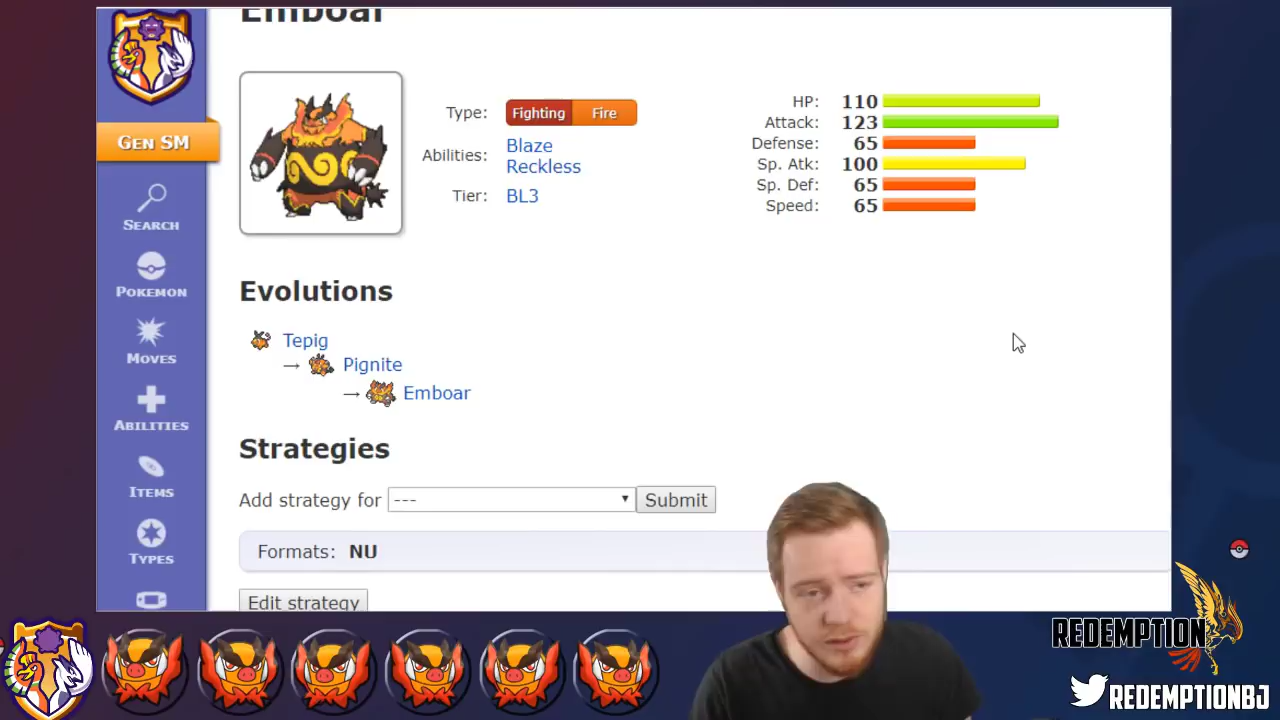 Emboar
GEN SM
SEARCH
POKEMON
MOVES
ABILITIES
ITEMS
TYPES
Type: Fighting Fire
Abilities: Blaze
Reckless
Tier: BL3
HP: 110
Attack: 123
Defense: 65
Sp. Atk: 100
Sp. Def: 65
Speed: 65
Evolutions
Tepig
→ Pignite
→ Emboar
Strategies
Add strategy for --- Submit
Formats: NU
Edit strategy
REDEMPTION
REDEMPTIONBJ